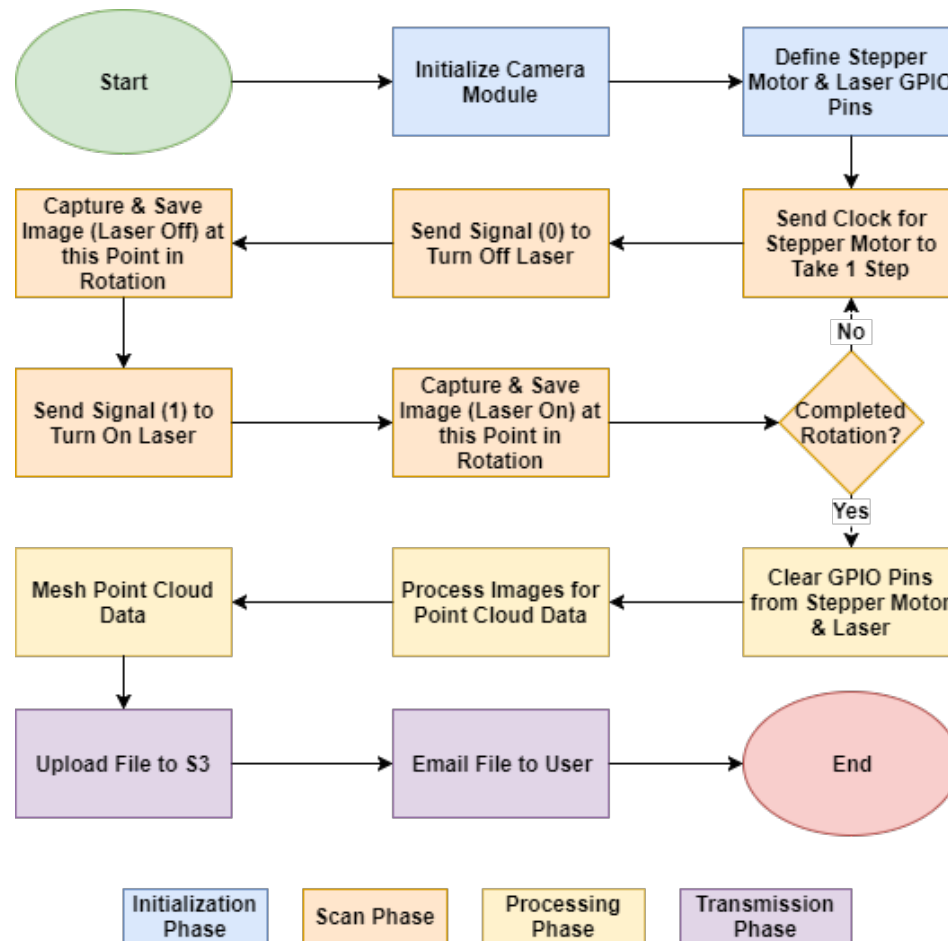 Start
Initialize Camera
Module
Define Stepper
Motor & Laser GPIO
Pins
Capture & Save
Image (Laser Off) at
this Point in
Rotation
Send Signal (0) to
Turn Off Laser
Send Clock for
Stepper Motor to
Take 1 Step
No
Send Signal (1) to
Turn On Laser
Capture & Save
Image (Laser On) at
this Point in
Rotation
Completed
Rotation?
Yes
Mesh Point Cloud
Data
Process Images for
Point Cloud Data
Clear GPIO Pins
from Stepper Motor
& Laser
Upload File to S3
Email File to User
End
Initialization
Phase
Scan Phase
Processing
Phase
Transmission
Phase